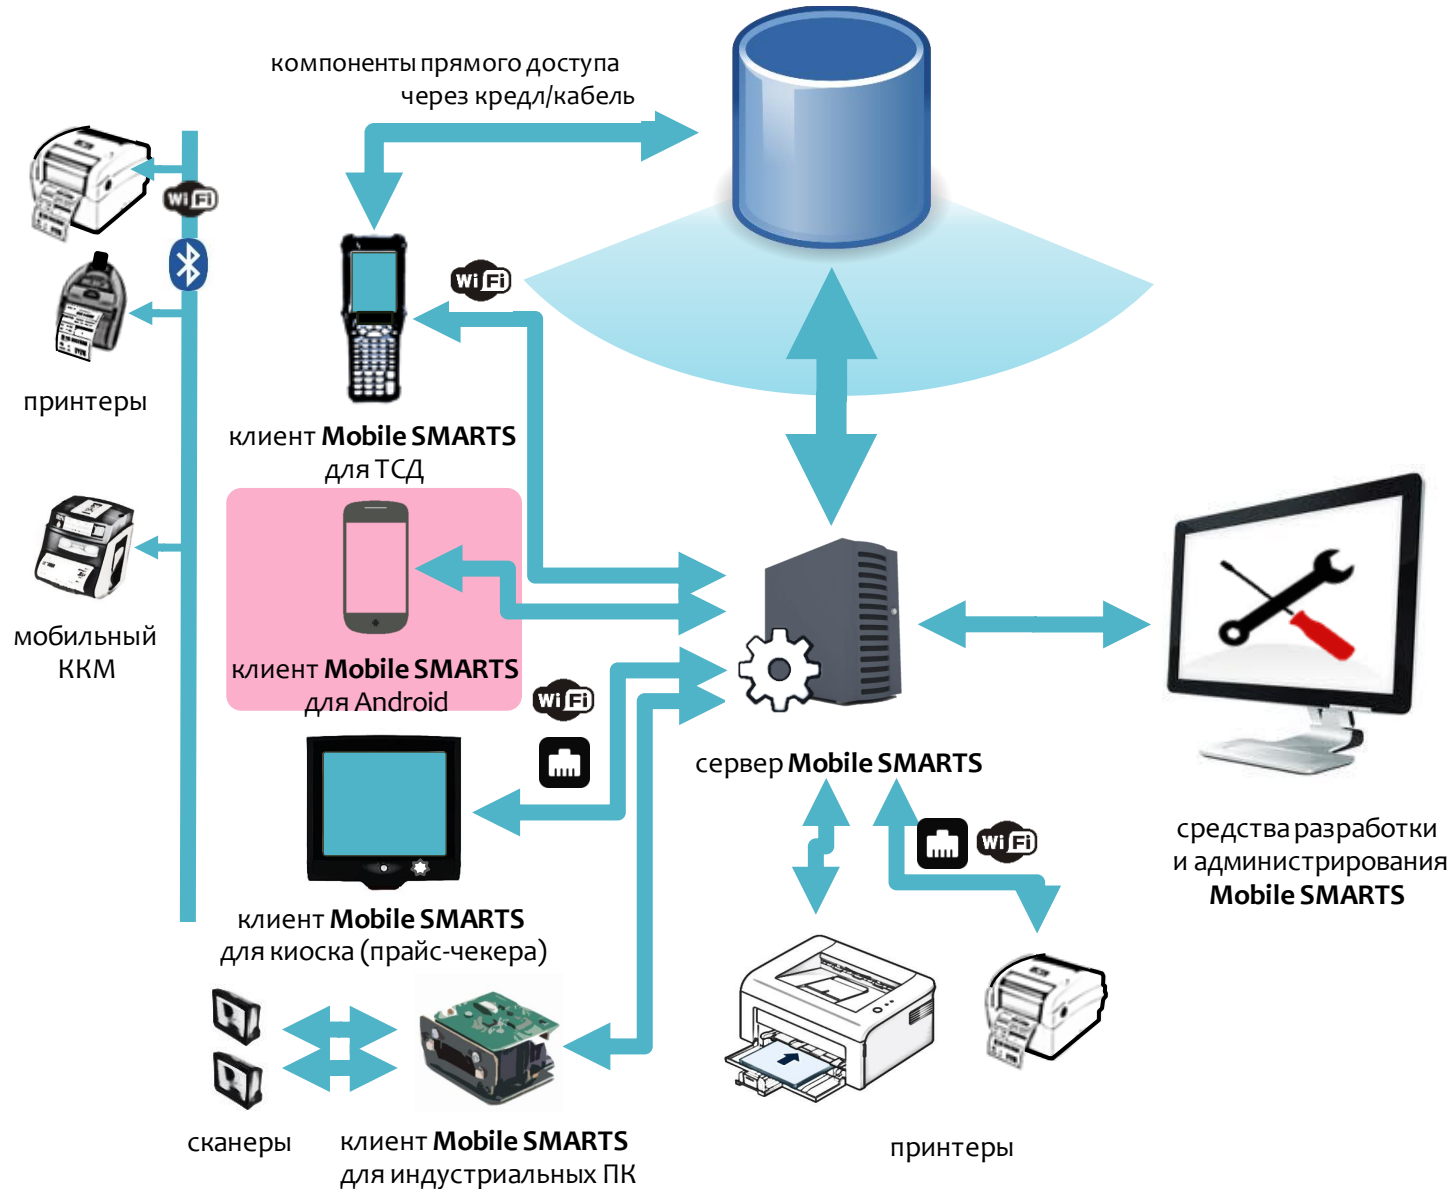 компоненты прямого доступа
через кредл/кабель
Wi Fi
Wi Fi
принтеры
клиент Mobile SMARTS
для ТСД
мобильный
ККМ
клиент Mobile SMARTS
для Android
Wi Fi
сервер Mobile SMARTS
Wi Fi
средства разработки
и администрирования
Mobile SMARTS
клиент Mobile SMARTS
для киоска (прайс-чекера)
сканеры
клиент Mobile SMARTS
для индустриальных ПК
принтеры